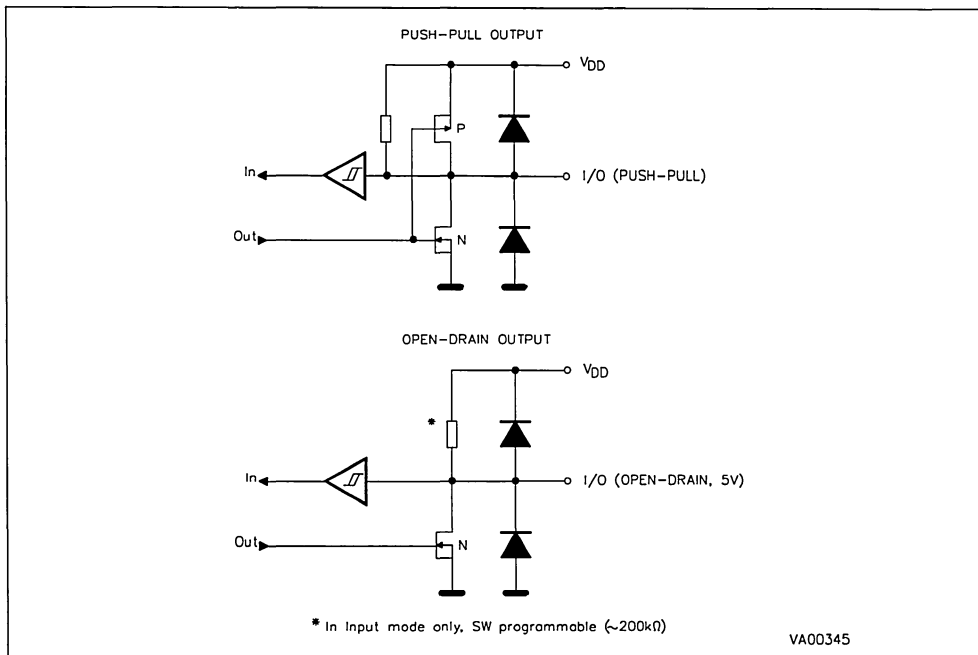 PUSH-PULL OUTPUT
VDD
P
In
I/O (PUSH-PULL)
Out
N
OPEN-DRAIN OUTPUT
VDD
*
In
I/O (OPEN-DRAIN, 5V)
Out
N
* In Input mode only, SW programmable (~200kΩ)
VA00345